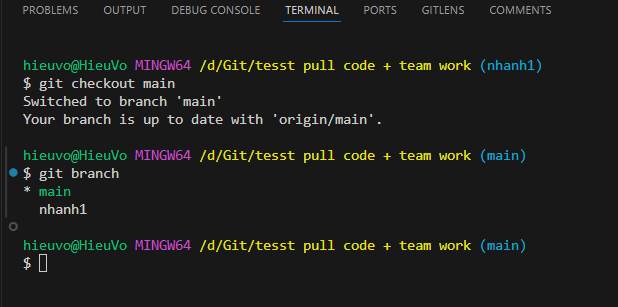 PROBLEMS OUTPUT DEBUG CONSOLE TERMINAL PORTS GITLENS COMMENTS
hieuvo@HieuVo MINGW64 /d/Git/tesst pull code + team work (nhanh1)
$ git checkout main
Switched to branch 'main'
Your branch is up to date with 'origin/main'.
hieuvo@HieuVo MINGW64 /d/Git/tesst pull code + team work (main)
$ git branch
* main
nhanh1
hieuvo@HieuVo MINGW64 /d/Git/tesst pull code + team work (main)
$